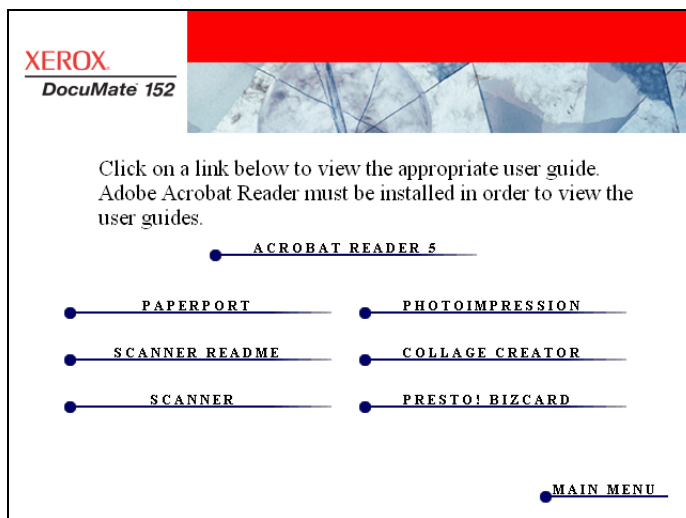 XEROX.
DocuMate 152
Click on a link below to view the appropriate user guide.
Adobe Acrobat Reader must be installed in order to view the
user guides.
ACROBAT READER 5
PAPERPORT
PHOTOIMPRESSION
SCANNER README
COLLAGE CREATOR
SCANNER
PRESTO! BIZCARD
MAIN MENU